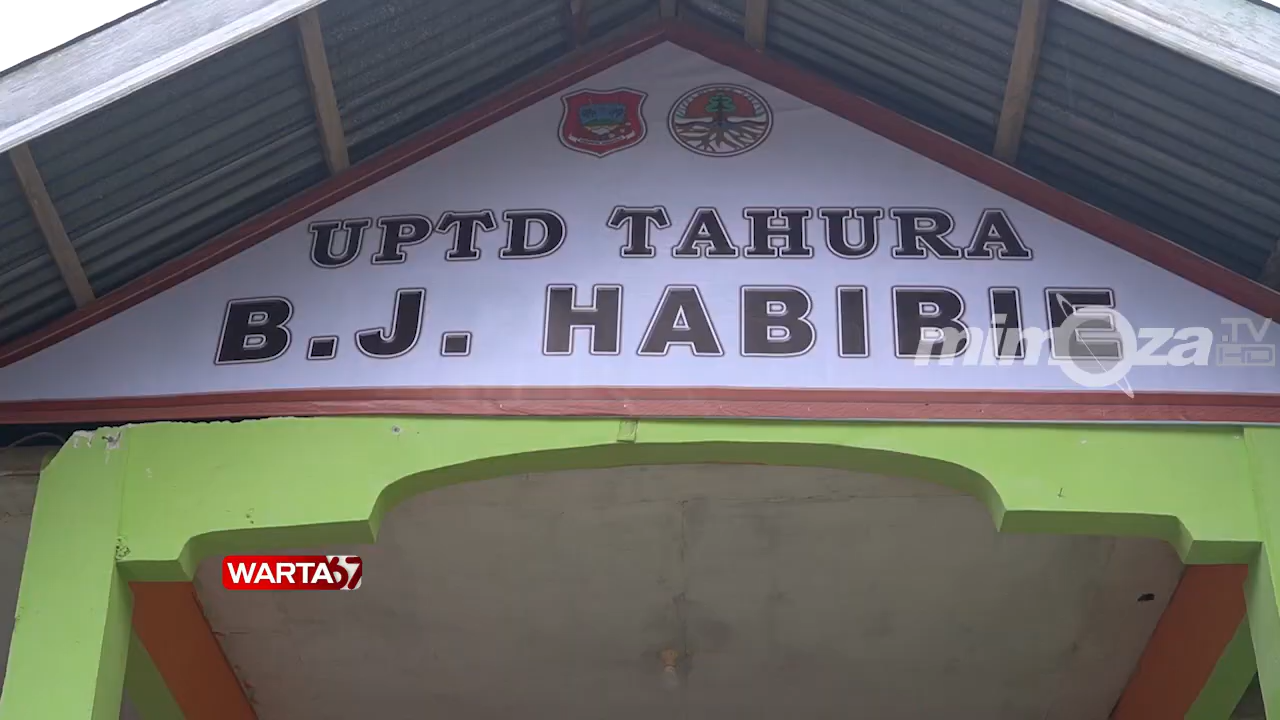 UPTD TAHURA
B.J. HABIBIE
mimoza.TV
HD
WARTA67